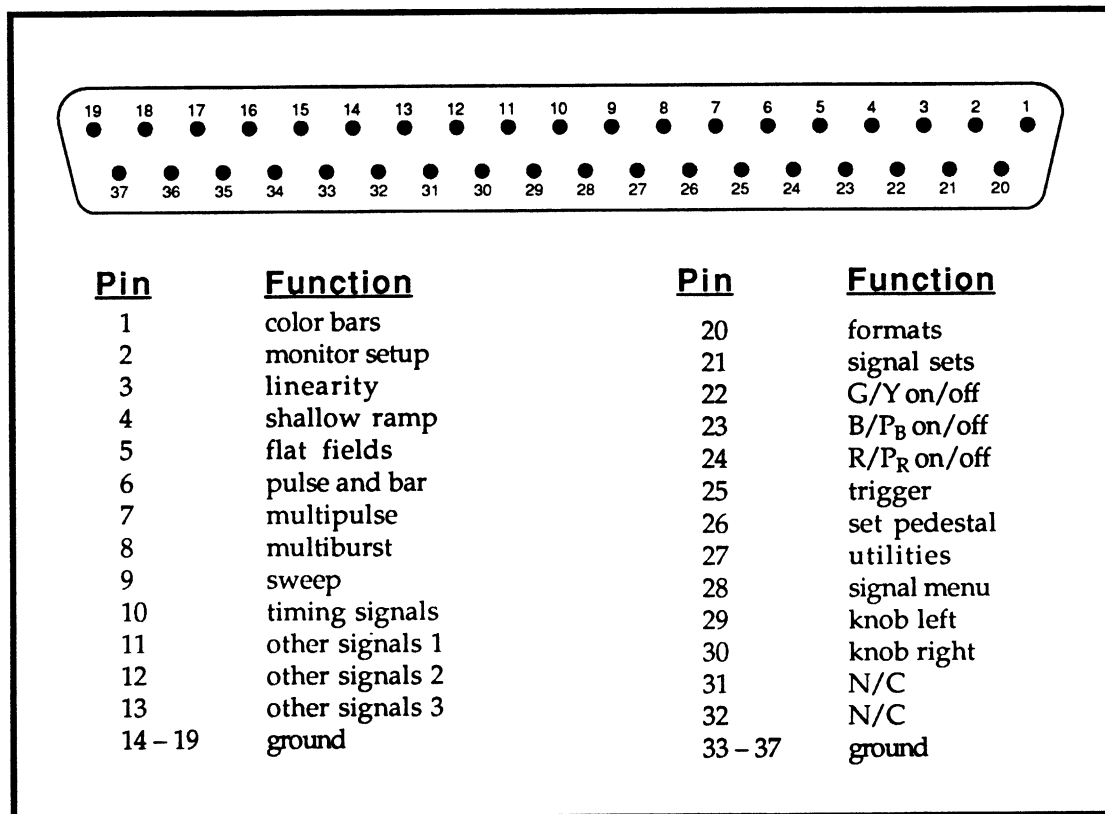 19 18 17 16 15 14 13 12 11 10 9 8 7 6 5 4 3 2 1
37 36 35 34 33 32 31 30 29 28 27 26 25 24 23 22 21 20
Pin Function
1 color bars
2 monitor setup
3 linearity
4 shallow ramp
5 flat fields
6 pulse and bar
7 multipulse
8 multiburst
9 sweep
10 timing signals
11 other signals 1
12 other signals 2
13 other signals 3
14 – 19 ground
Pin Function
20 formats
21 signal sets
22 G/Y on/off
23 B/PB on/off
24 R/PR on/off
25 trigger
26 set pedestal
27 utilities
28 signal menu
29 knob left
30 knob right
31 N/C
32 N/C
33 – 37 ground